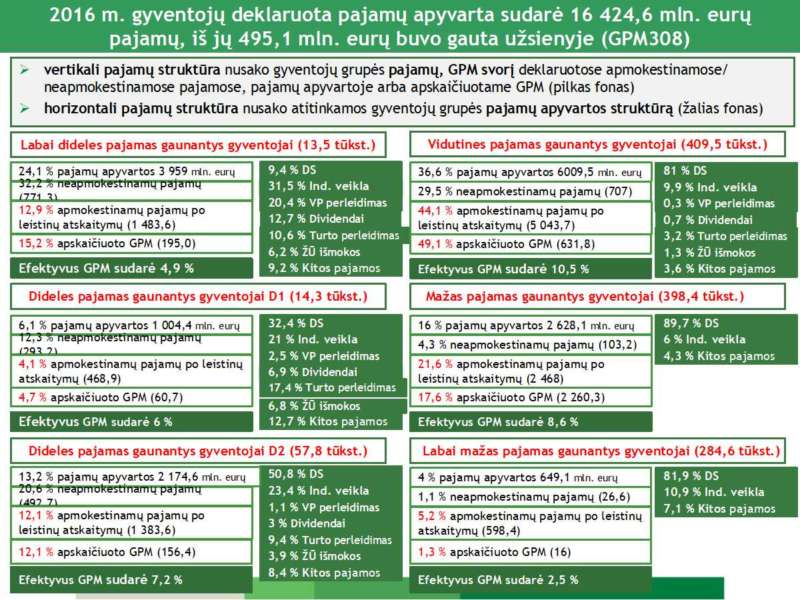 2016 m. gyventojų deklaruota pajamų apyvarta sudarė 16 424,6 mln. eurų
pajamų, iš jų 495,1 mln. eurų buvo gauta užsienyje (GPM308)
vertikali pajamų struktūra nusako gyventojų grupės pajamų, GPM svorį deklaruotose apmokestinamose/
neapmokestinamose pajamose, pajamų apyvartoje arba apskaičiuotame GPM (pilkas fonas)
horizontali pajamų struktūra nusako atitinkamos gyventojų grupės pajamų apyvartos struktūrą (žalias fonas)
Labai dideles pajamas gaunantys gyventojai (13,5 tūkst.)
24,1 % pajamų apyvartos 3 959 mln. eurų
32,2 % neapmokestinamų pajamų
(771,3)
12,9 % apmokestinamų pajamų po
leistinų atskaitymų (1 483,6)
15,2 % apskaičiuoto GPM (195,0)
Efektyvus GPM sudarė 4,9 %
9,4 % DS
31,5 % Ind. veikla
20,4 % VP perleidimas
12,7 % Dividendai
10,6 % Turto perleidimas
6,2 % ŽŪ išmokos
9,2 % Kitos pajamos
Vidutines pajamas gaunantys gyventojai (409,5 tūkst.)
36,6 % pajamų apyvartos 6009,5 mln. eurų
29,5 % neapmokestinamų pajamų (707)
44,1 % apmokestinamų pajamų po
leistinų atskaitymų (5 043,7)
49,1 % apskaičiuoto GPM (631,8)
Efektyvus GPM sudarė 10,5 %
81 % DS
9,9 % Ind. veikla
0,3 % VP perleidimas
0,7 % Dividendai
3,2 % Turto perleidimas
1,3 % ŽŪ išmokos
3,6 % Kitos pajamos
Dideles pajamas gaunantys gyventojai D1 (14,3 tūkst.)
6,1 % pajamų apyvartos 1 004,4 mln. eurų
12,3 % neapmokestinamų pajamų
(293,2)
4,1 % apmokestinamų pajamų po leistinų
atskaitymų (468,9)
4,7 % apskaičiuoto GPM (60,7)
Efektyvus GPM sudarė 6 %
32,4 % DS
21 % Ind. veikla
2,5 % VP perleidimas
6,9 % Dividendai
17,4 % Turto perleidimas
6,8 % ŽŪ išmokos
12,7 % Kitos pajamos
Mažas pajamas gaunantys gyventojai (398,4 tūkst.)
16 % pajamų apyvartos 2 628,1 mln. eurų
4,3 % neapmokestinamų pajamų (103,2)
21,6 % apmokestinamų pajamų po
leistinų atskaitymų (2 468)
17,6 % apskaičiuoto GPM (2 260,3)
Efektyvus GPM sudarė 8,6 %
89,7 % DS
6 % Ind. veikla
4,3 % Kitos pajamos
Dideles pajamas gaunantys gyventojai D2 (57,8 tūkst.)
13,2 % pajamų apyvartos 2 174,6 mln. eurų
20,6 % neapmokestinamų pajamų
(492,7)
12,1 % apmokestinamų pajamų po
leistinų atskaitymų (1 383,6)
12,1 % apskaičiuoto GPM (156,4)
Efektyvus GPM sudarė 7,2 %
50,8 % DS
23,4 % Ind. veikla
1,1 % VP perleidimas
3 % Dividendai
9,4 % Turto perleidimas
3,9 % ŽŪ išmokos
8,4 % Kitos pajamos
Labai mažas pajamas gaunantys gyventojai (284,6 tūkst.)
4 % pajamų apyvartos 649,1 mln. eurų
1,1 % neapmokestinamų pajamų (26,6)
5,2 % apmokestinamų pajamų po leistinų
atskaitymų (598,4)
1,3 % apskaičiuoto GPM (16)
Efektyvus GPM sudarė 2,5 %
81,9 % DS
10,9 % Ind. veikla
7,1 % Kitos pajamos